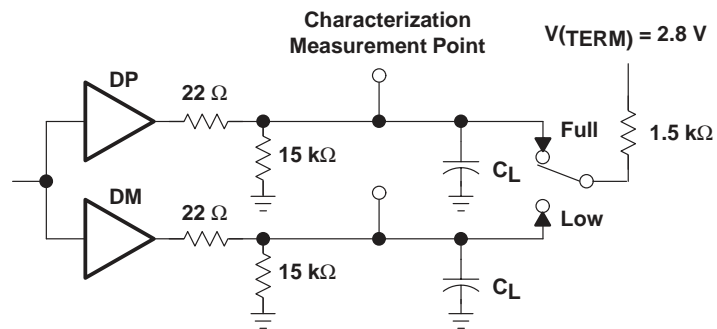 Characterization
Measurement Point
V(TERM) = 2.8 V
DP
22 Ω
Full
1.5 kΩ
15 kΩ
CL
DM
22 Ω
Low
15 kΩ
CL